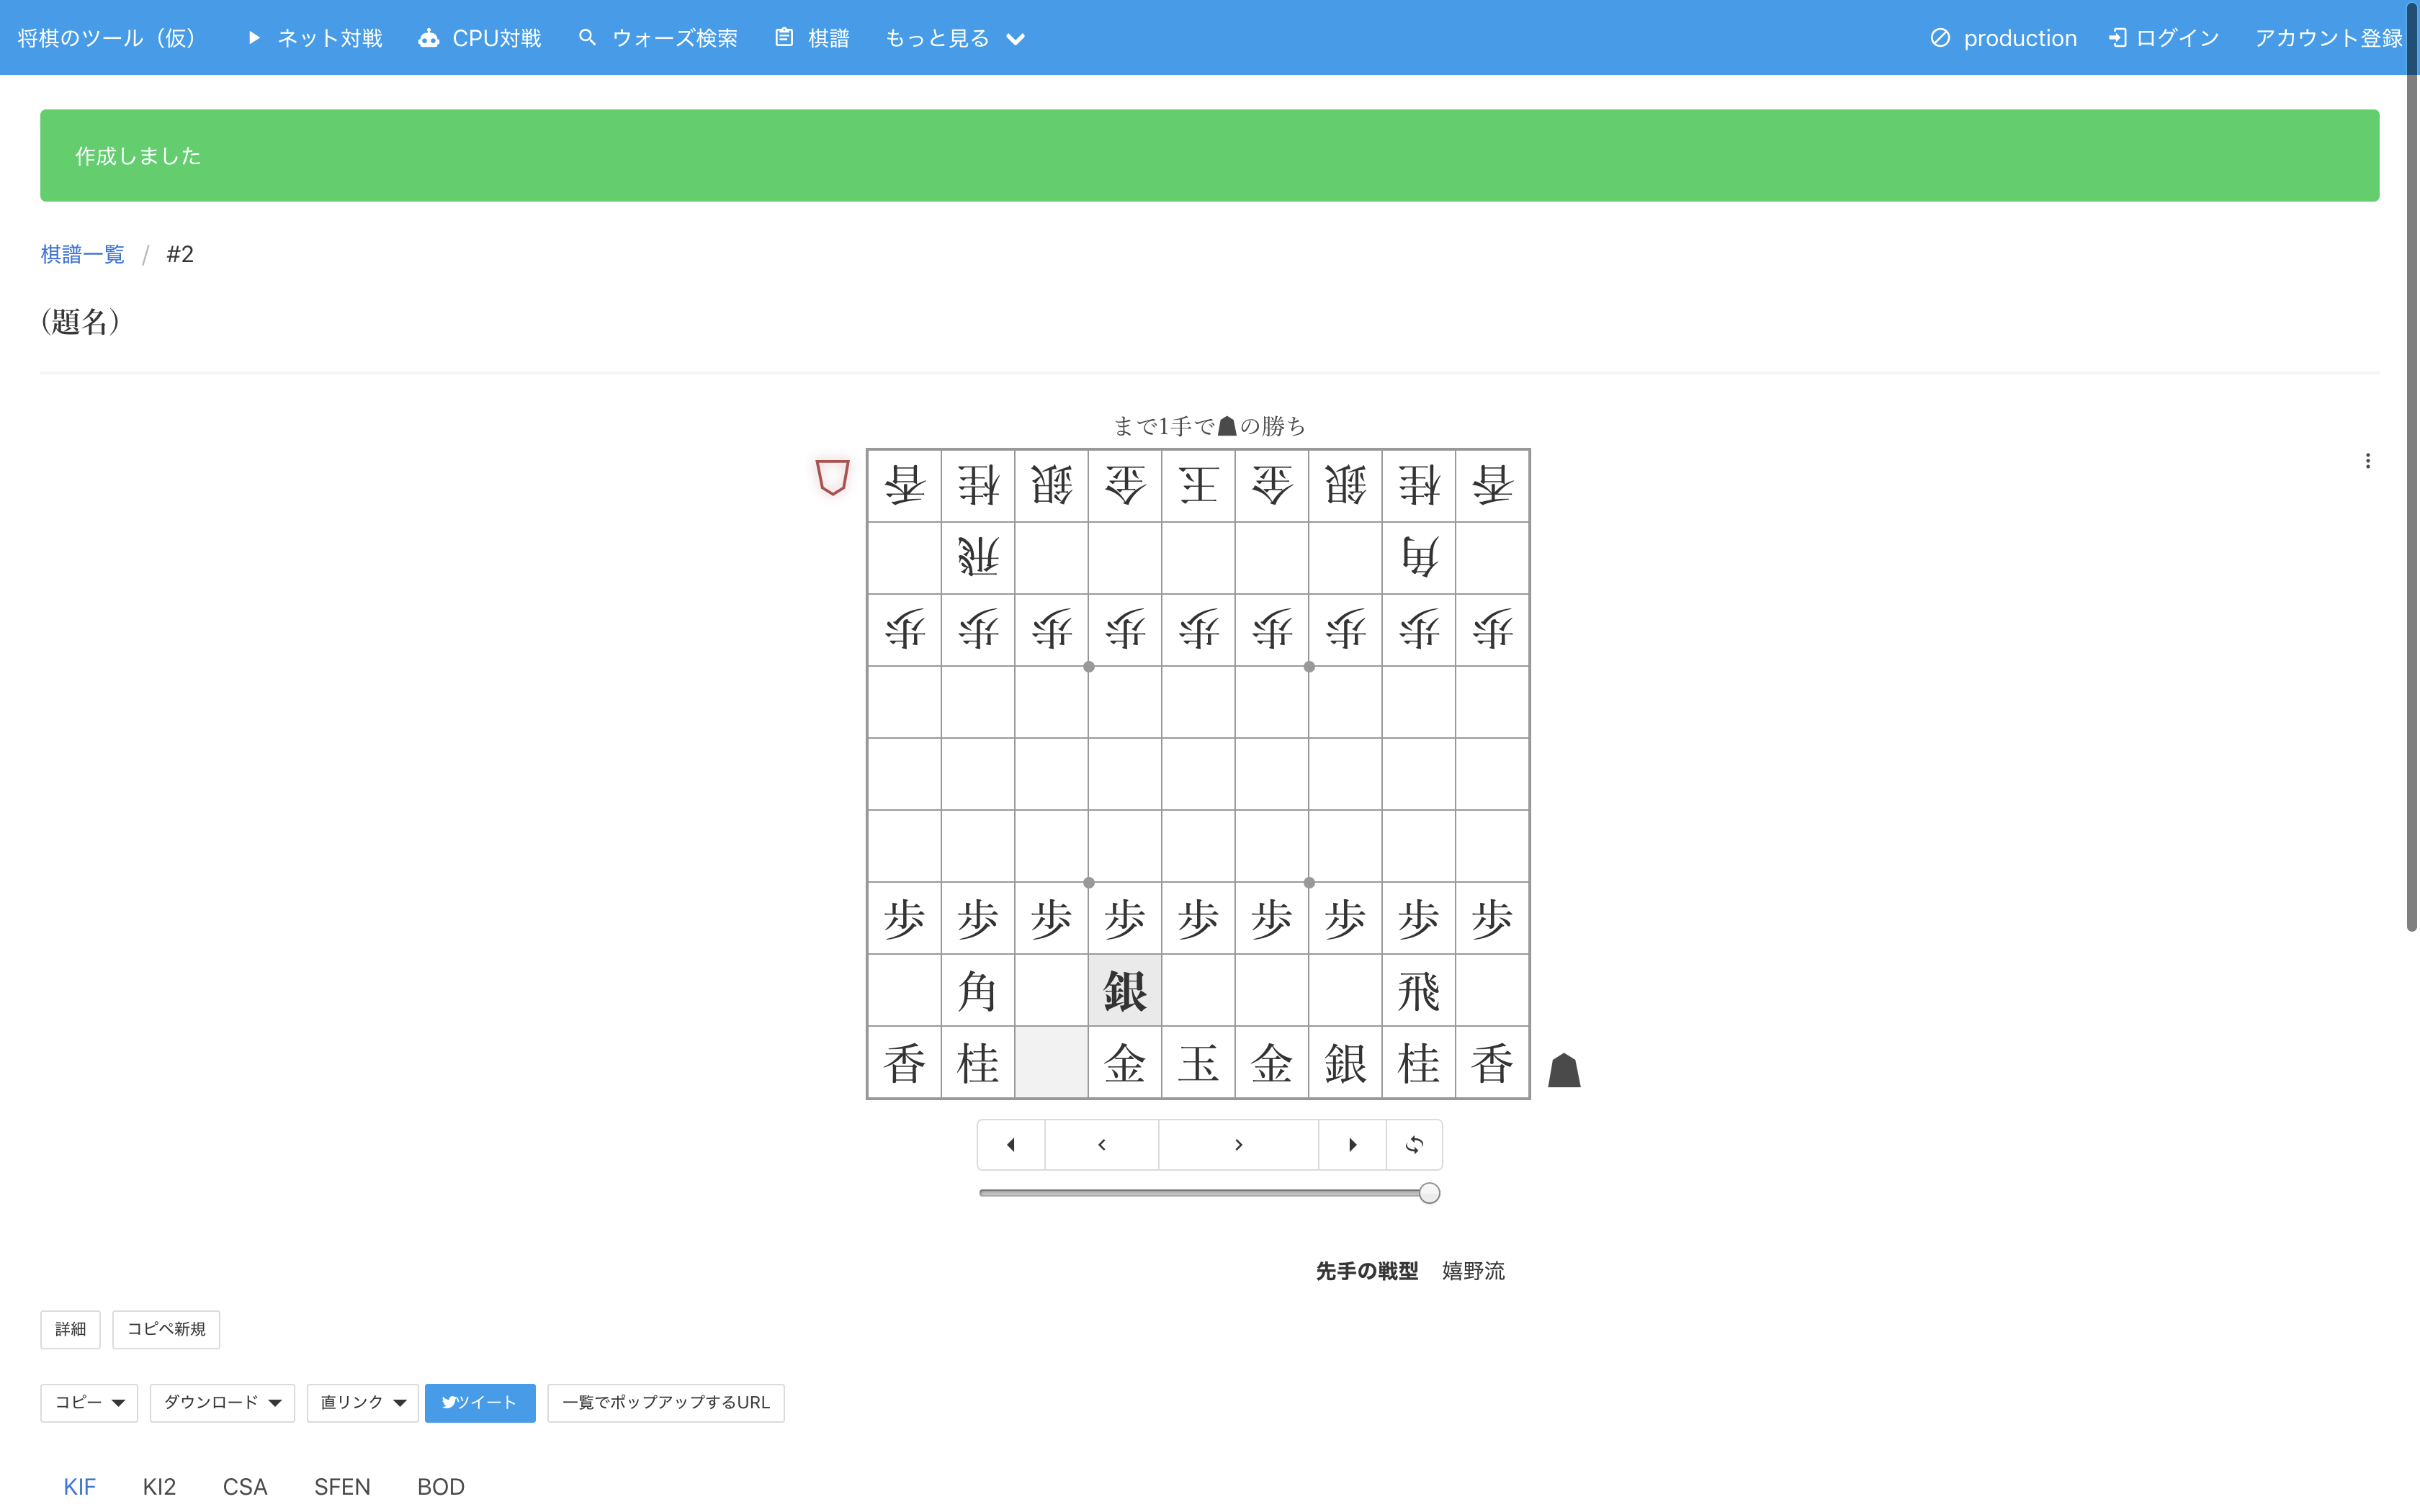 将棋のツール（仮） ネット対戦 CPU対戦 ウォーズ検索 棋譜 もっと見る production ログイン アカウント登録
作成しました
棋譜一覧 / #2
(題名)
まで1手で☗の勝ち
香 桂 銀 金 王 金 銀 桂 香
飛 角
歩 歩 歩 歩 歩 歩 歩 歩 歩
歩 歩 歩 歩 歩 歩 歩 歩 歩
角 銀 飛
香 桂 金 玉 金 銀 桂 香
先手の戦型 嬉野流
詳細 コピペ新規
コピー ダウンロード 直リンク ツイート 一覧でポップアップするURL
KIF KI2 CSA SFEN BOD